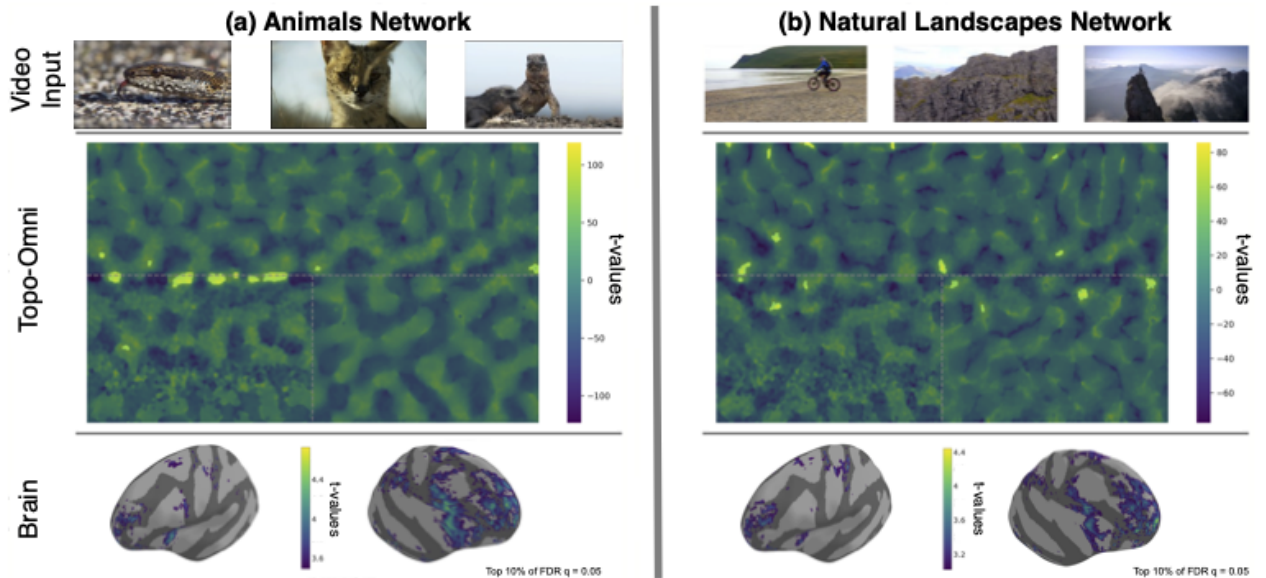 (a) Animals Network
(b) Natural Landscapes Network
Video Input
Topo-Omni
100
50
0
−50
−100
t-values
80
60
40
20
0
−20
−40
−60
t-values
Brain
4.4
4
3.6
t-values
Top 10% of FDR q = 0.05
4.4
4
3.6
3.2
t-values
Top 10% of FDR q = 0.05